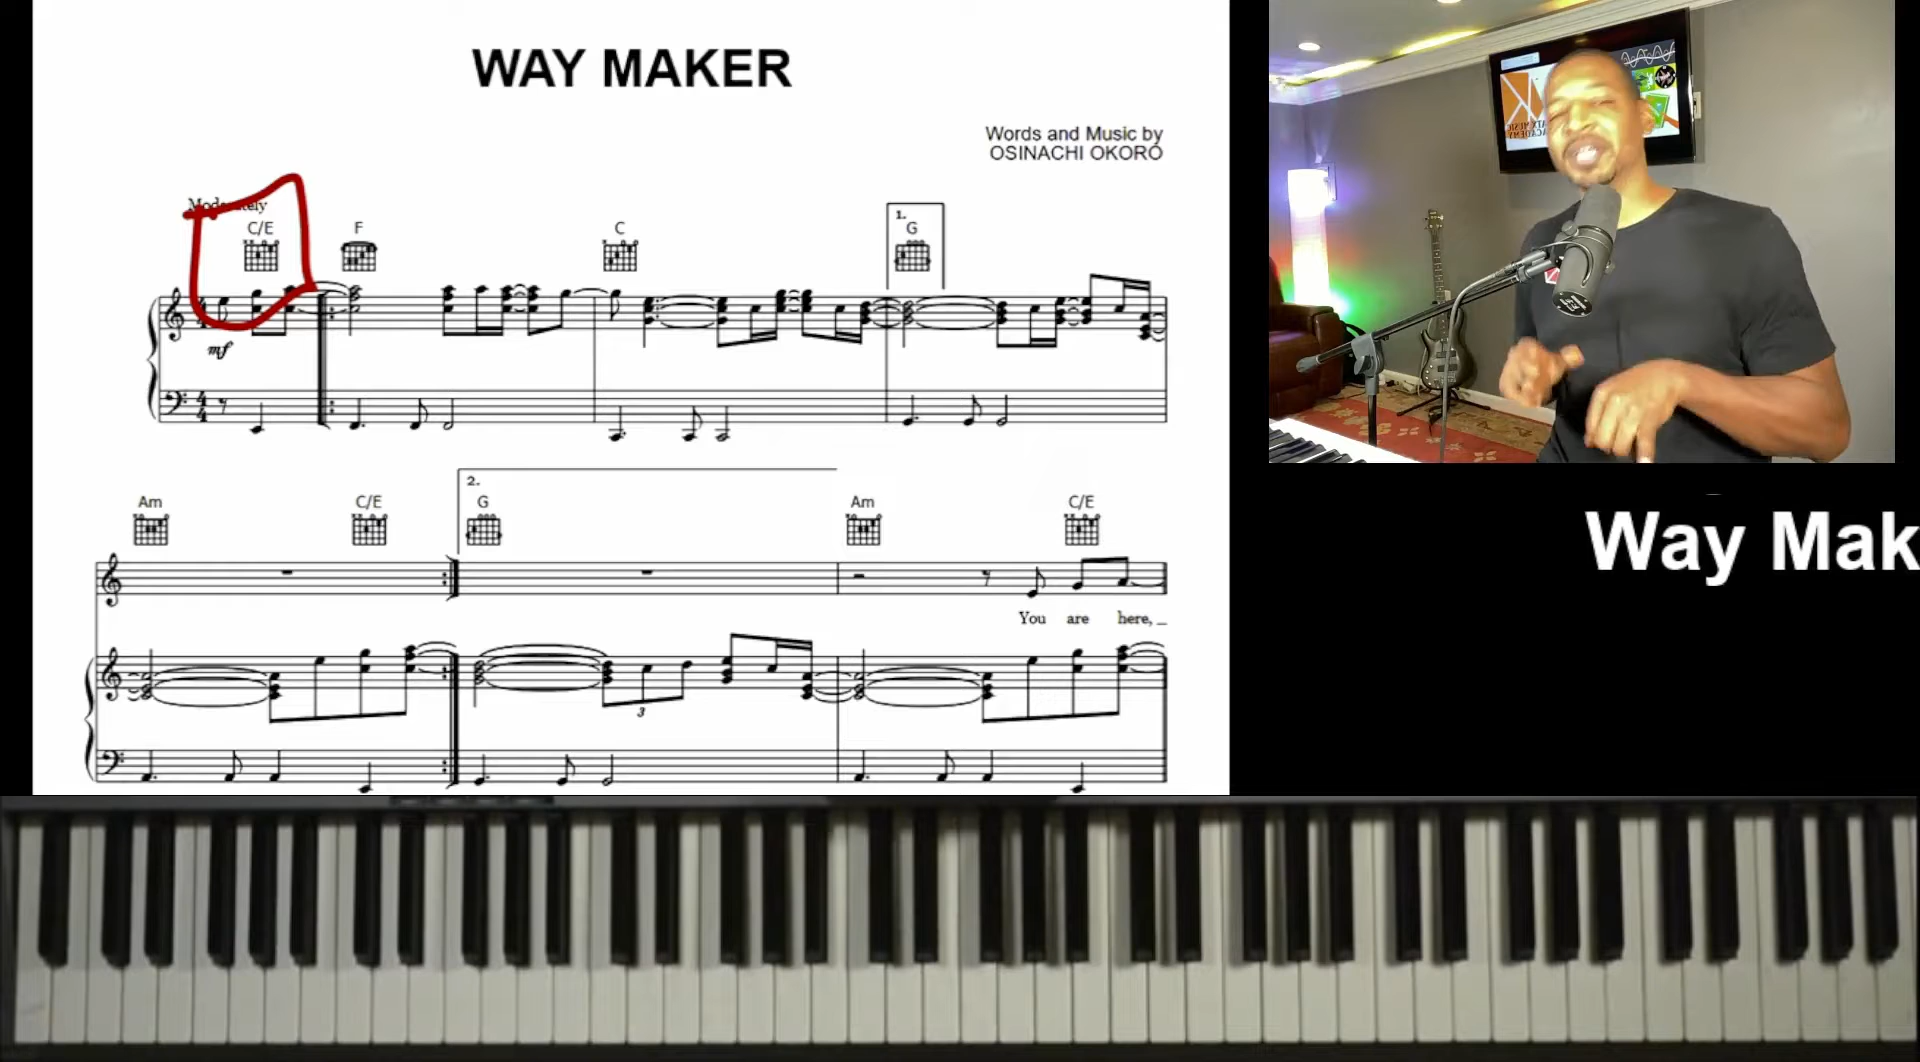 WAY MAKER
Words and Music by
OSINACHI OKORO
Moderately
C/E F C 1. G
mf
Am C/E 2. G Am C/E
You are here, _
3
Way Mak